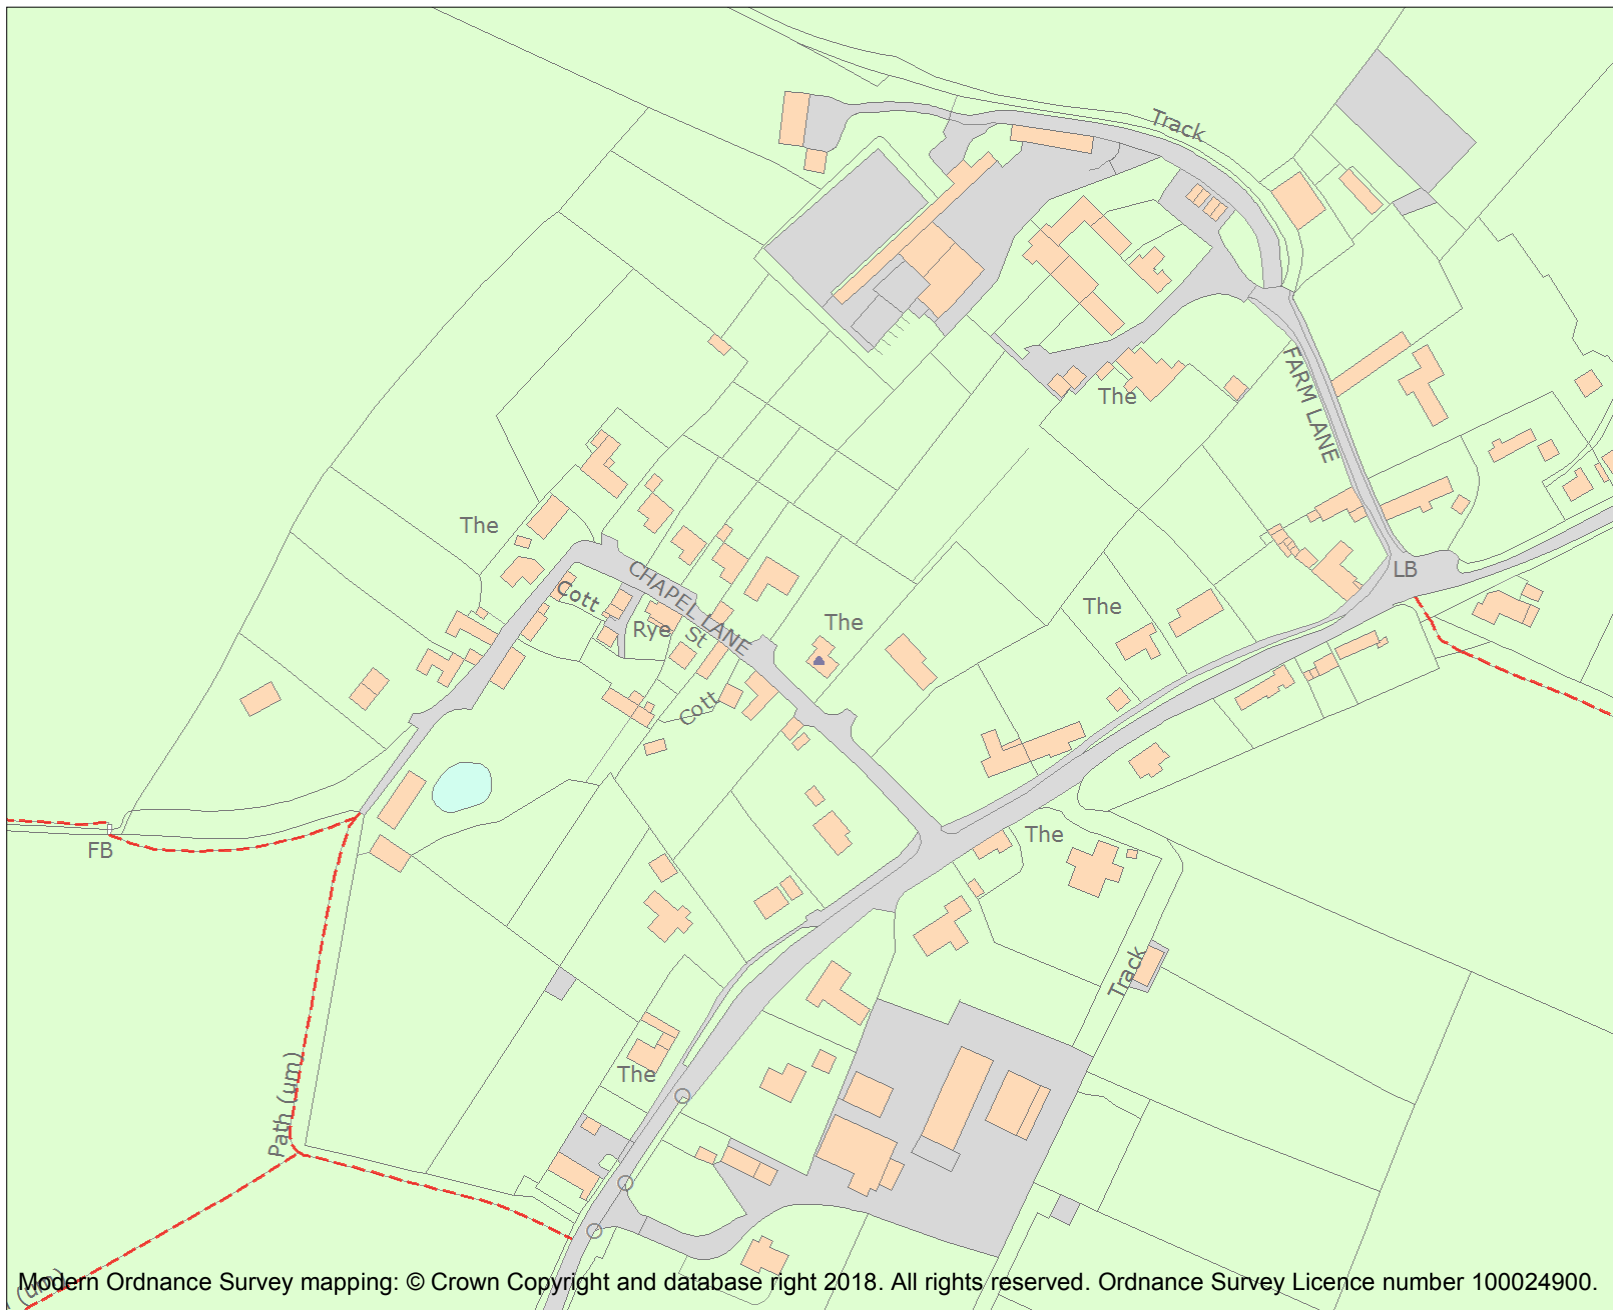 Track
The
FARM LANE
The
CHAPEL LANE
LB
Cott
The
The
Rye
St
Cott
FB
The
Track
Path (um)
The
(um)
Modern Ordnance Survey mapping: © Crown Copyright and database right 2018. All rights reserved. Ordnance Survey Licence number 100024900.